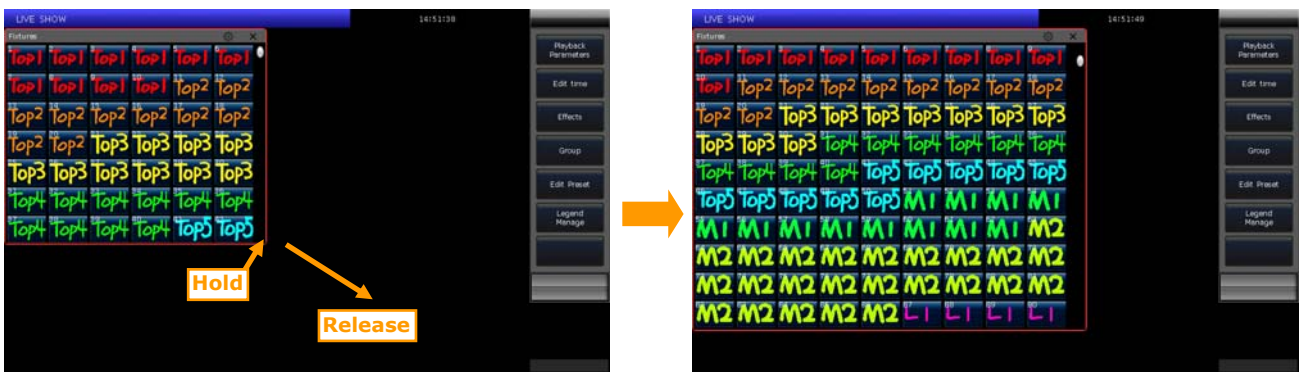 LIVE SHOW
14:51:38
Fixtures
Top1 Top1 Top1 Top1 Top1 Top1
Top1 Top1 Top1 Top1 Top2 Top2
Top2 Top2 Top2 Top2 Top2 Top2
Top2 Top2 Top3 Top3 Top3 Top3
Top3 Top3 Top3 Top3 Top3 Top3
Top4 Top4 Top4 Top4 Top4 Top4
Top4 Top4 Top4 Top4 Top5 Top5
Playback
Parameters
Edit time
Effects
Group
Edit Preset
Legend
Manage
Hold
Release
LIVE SHOW
14:51:49
Fixtures
Top1 Top1 Top1 Top1 Top1 Top1 Top1 Top1 Top1
Top1 Top2 Top2 Top2 Top2 Top2 Top2 Top2 Top2
Top2 Top2 Top3 Top3 Top3 Top3 Top3 Top3 Top3
Top3 Top3 Top3 Top4 Top4 Top4 Top4 Top4 Top4
Top4 Top4 Top4 Top4 Top5 Top5 Top5 Top5 Top5
Top5 Top5 Top5 Top5 Top5 M1 M1 M1 M1
M1 M1 M1 M1 M1 M1 M1 M1 M2
M2 M2 M2 M2 M2 M2 M2 M2 M2
M2 M2 M2 M2 M2 M2 M2 M2 M2
M2 M2 M2 M2 M2 L1 L1 L1 L1
Playback
Parameters
Edit time
Effects
Group
Edit Preset
Legend
Manage